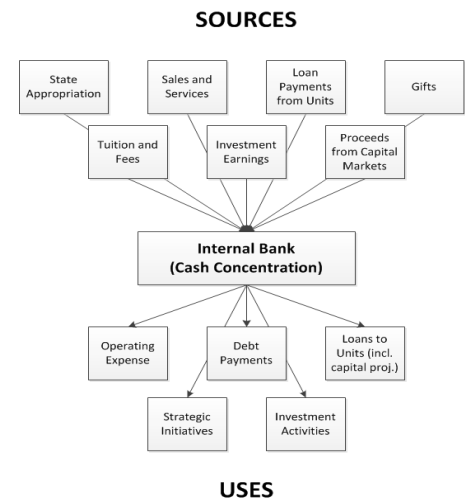 SOURCES
State
Appropriation
Sales and
Services
Loan
Payments
from Units
Gifts
Tuition and
Fees
Investment
Earnings
Proceeds
from Capital
Markets
Internal Bank
(Cash Concentration)
Operating
Expense
Debt
Payments
Loans to
Units (incl.
capital proj.)
Strategic
Initiatives
Investment
Activities
USES